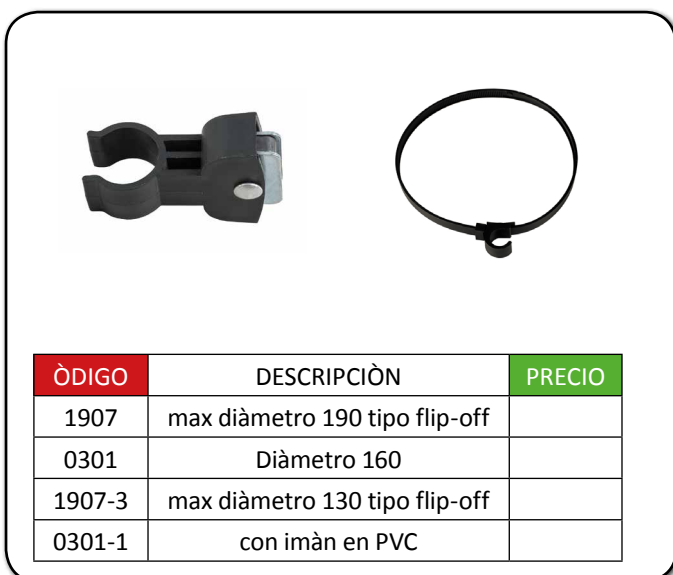 ÒDIGO DESCRIPCIÒN PRECIO
1907 max diàmetro 190 tipo flip-off
0301 Diàmetro 160
1907-3 max diàmetro 130 tipo flip-off
0301-1 con imàn en PVC